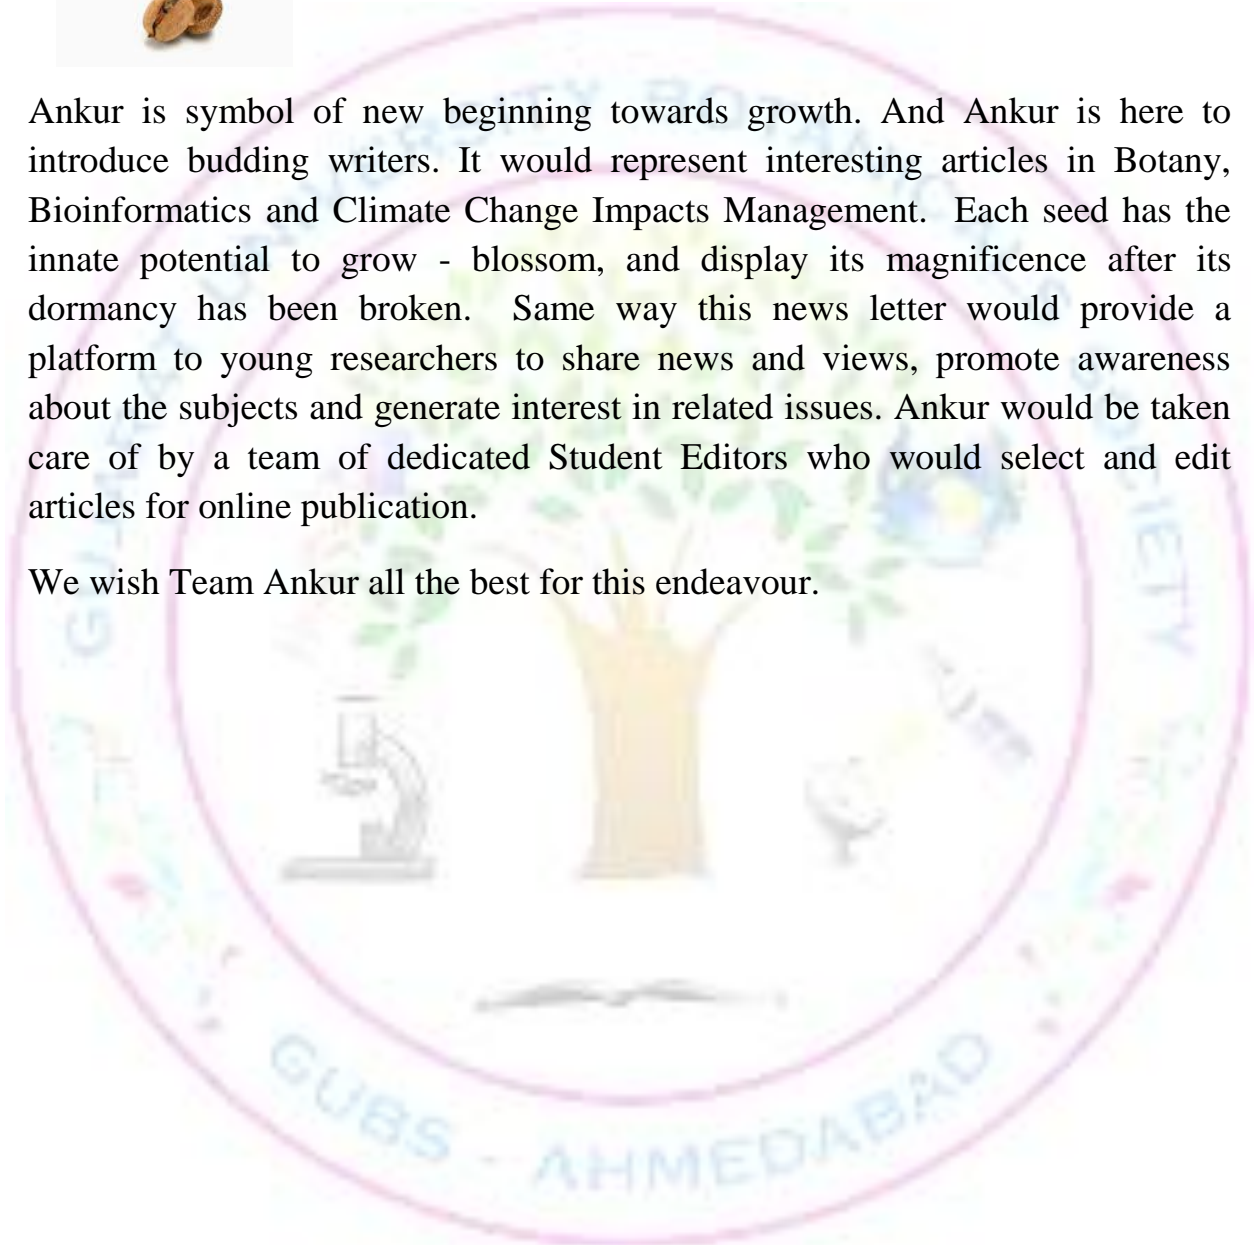 Ankur is symbol of new beginning towards growth. And Ankur is here to
introduce budding writers. It would represent interesting articles in Botany,
Bioinformatics and Climate Change Impacts Management. Each seed has the
innate potential to grow - blossom, and display its magnificence after its
dormancy has been broken. Same way this news letter would provide a
platform to young researchers to share news and views, promote awareness
about the subjects and generate interest in related issues. Ankur would be taken
care of by a team of dedicated Student Editors who would select and edit
articles for online publication.
We wish Team Ankur all the best for this endeavour.
GUJARAT UNIVERSITY BOTANICAL SOCIETY
GUBS - AHMEDABAD